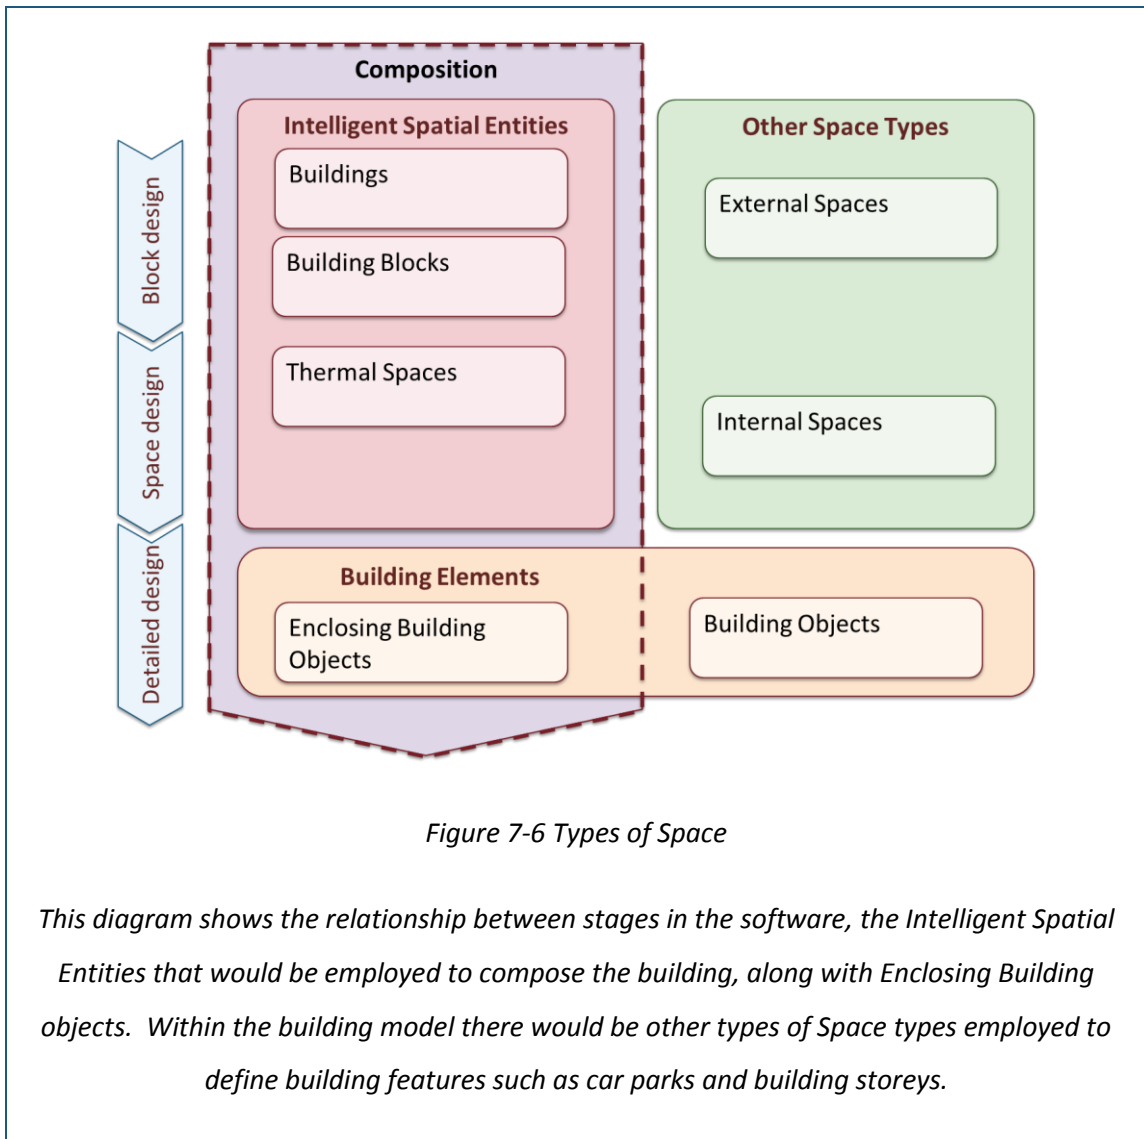 Composition
Intelligent Spatial Entities
Buildings
Building Blocks
Thermal Spaces
Other Space Types
External Spaces
Internal Spaces
Block design
Space design
Detailed design
Building Elements
Enclosing Building
Objects
Building Objects
Figure 7-6 Types of Space
This diagram shows the relationship between stages in the software, the Intelligent Spatial
Entities that would be employed to compose the building, along with Enclosing Building
objects.  Within the building model there would be other types of Space types employed to
define building features such as car parks and building storeys.